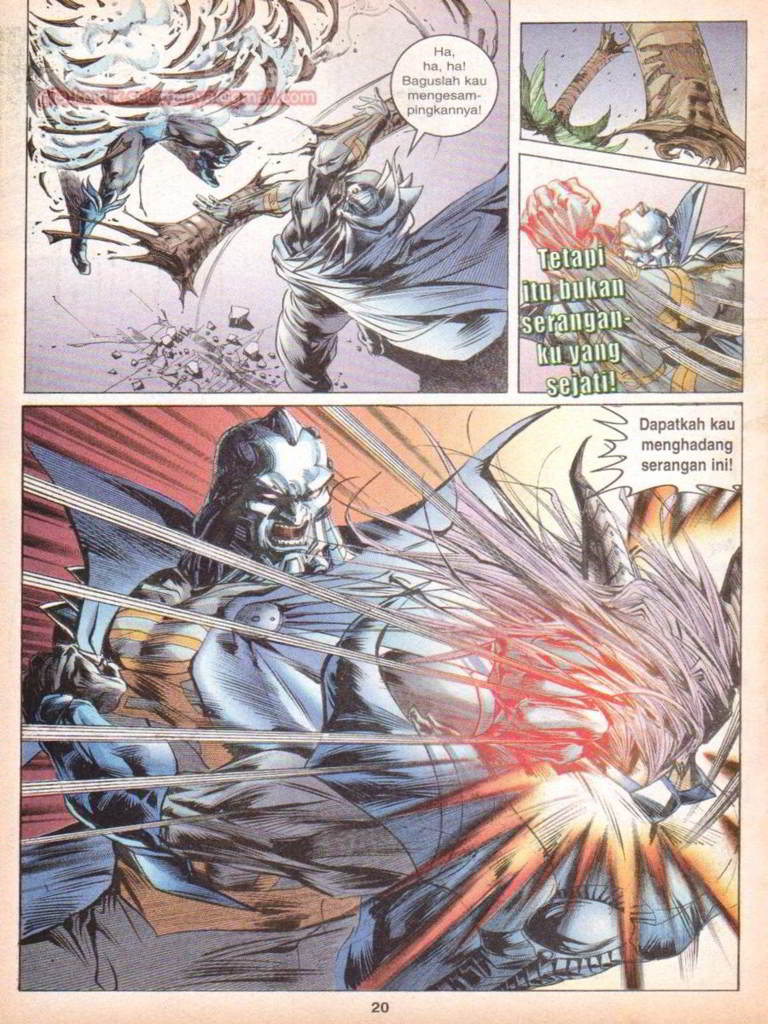 Ha,
ha, ha!
Baguslah kau
mengesam-
pingkannya!
Tetapi
itu bukan
serangan-
ku yang
sejati!
Dapatkah kau
menghadang
serangan ini!
20